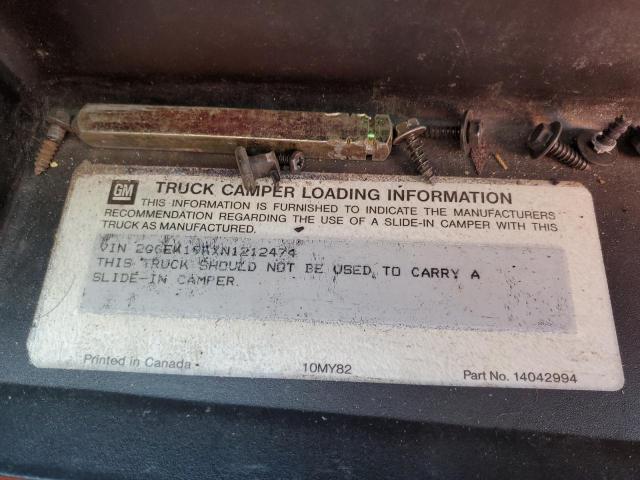 GM TRUCK CAMPER LOADING INFORMATION
THIS INFORMATION IS FURNISHED TO INDICATE THE MANUFACTURERS
RECOMMENDATION REGARDING THE USE OF A SLIDE-IN CAMPER WITH THIS
TRUCK AS MANUFACTURED.
VIN
THIS TRUCK SHOULD NOT BE USED TO CARRY A
SLIDE-IN CAMPER.
Printed in Canada 10MY82 Part No. 14042994